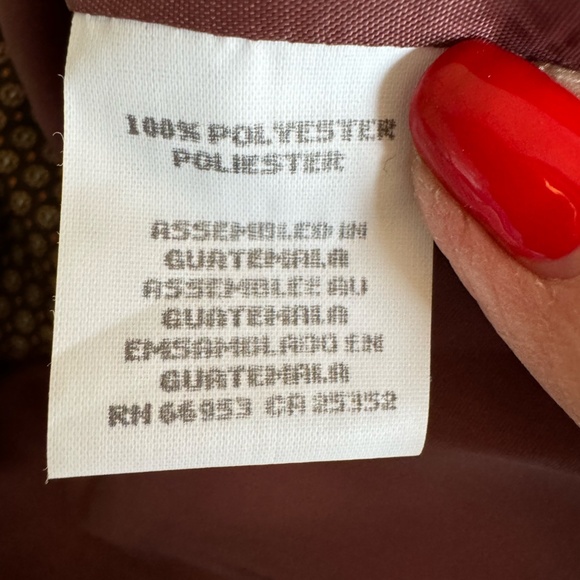 100% POLYESTER
POLIESTER
ASSEMBLED IN
GUATEMALA
ASSEMBLEE AU
GUATEMALA
EMSAMBLADO EN
GUATEMALA
RN 66953 CA 25352